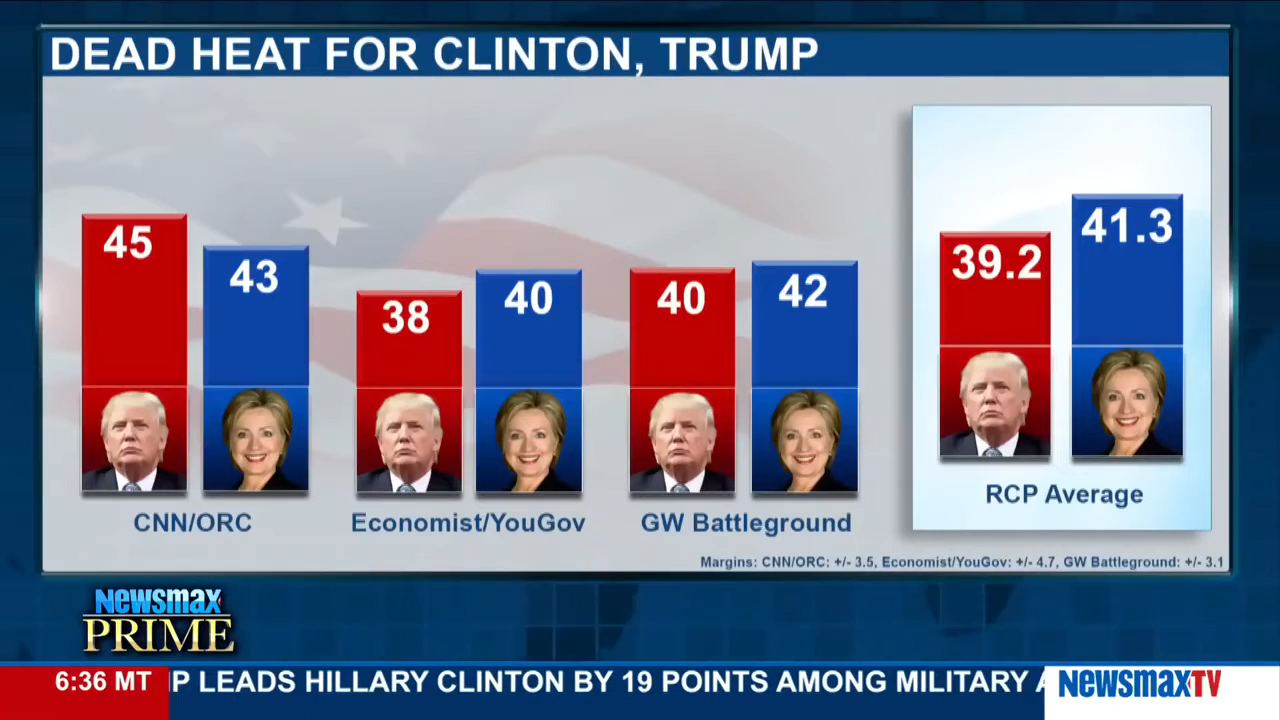 DEAD HEAT FOR CLINTON, TRUMP
45
43
38
40
40
42
39.2
41.3
CNN/ORC
Economist/YouGov
GW Battleground
RCP Average
Margins: CNN/ORC: +/- 3.5, Economist/YouGov: +/- 4.7, GW Battleground: +/- 3.1
Newsmax
PRIME
6:36 MT
P LEADS HILLARY CLINTON BY 19 POINTS AMONG MILITARY
NewsmaxTV